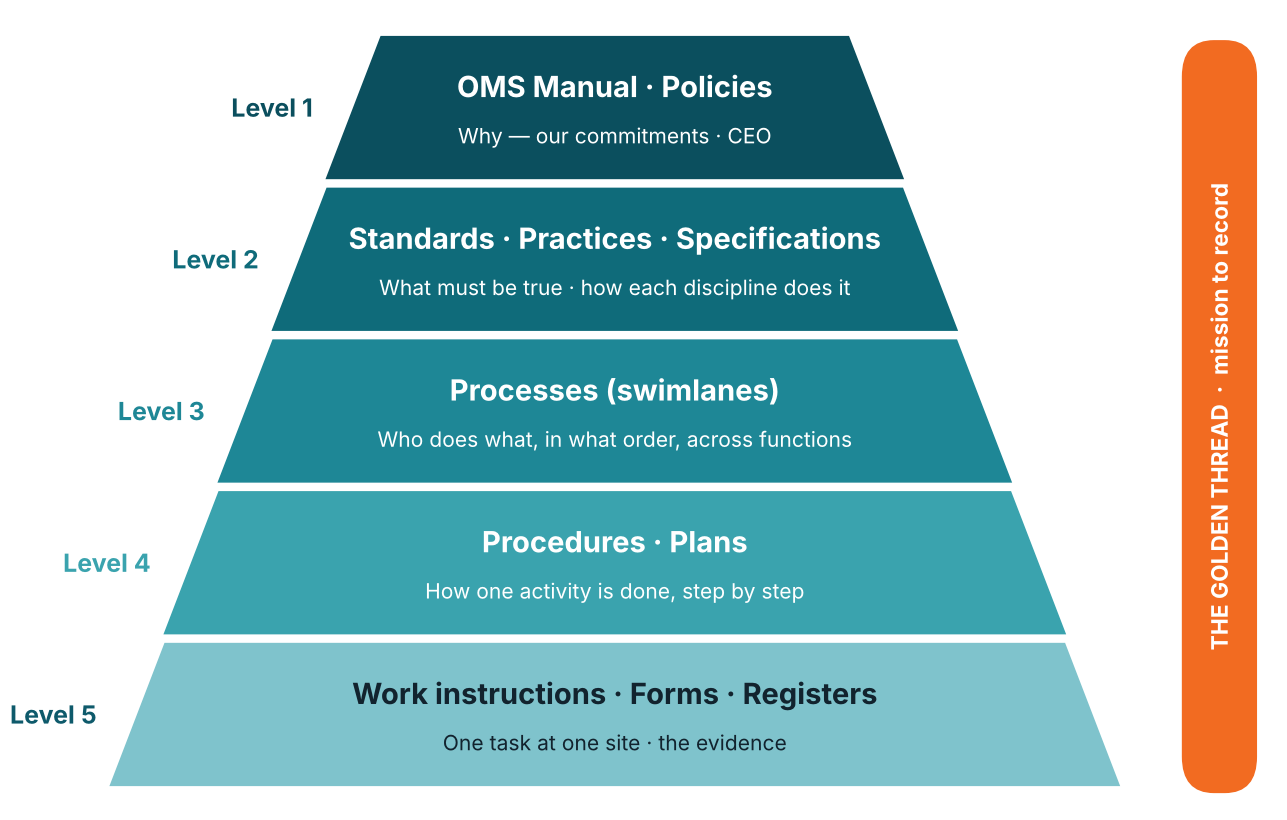 Level 1
OMS Manual · Policies
Why — our commitments · CEO
Level 2
Standards · Practices · Specifications
What must be true · how each discipline does it
Level 3
Processes (swimlanes)
Who does what, in what order, across functions
Level 4
Procedures · Plans
How one activity is done, step by step
Level 5
Work instructions · Forms · Registers
One task at one site · the evidence
THE GOLDEN THREAD · mission to record